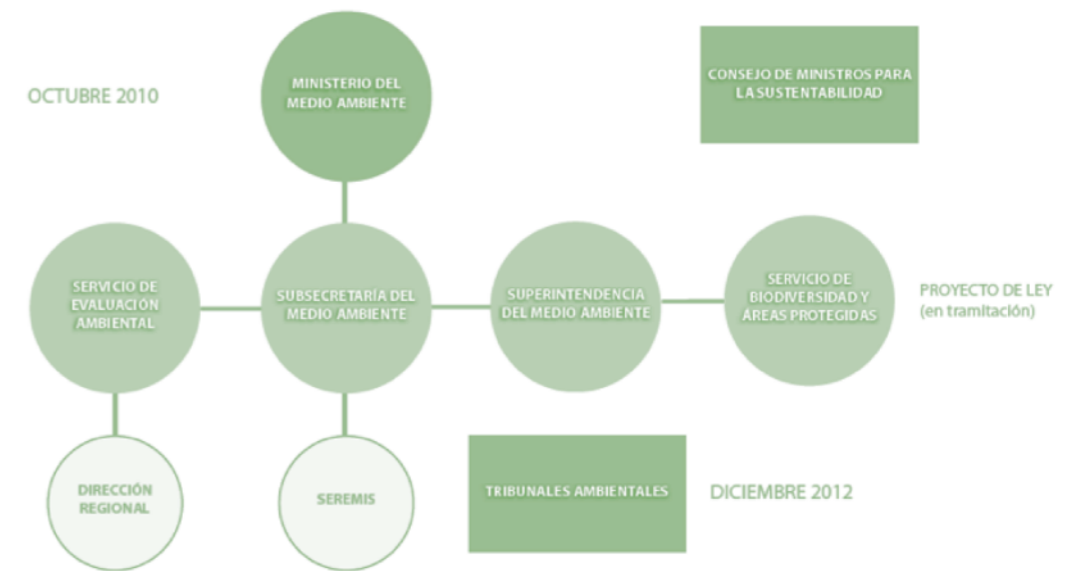 OCTUBRE 2010
MINISTERIO DEL
MEDIO AMBIENTE
CONSEJO DE MINISTROS PARA
LA SUSTENTABILIDAD
SERVICIO DE
EVALUACIÓN
AMBIENTAL
SUBSECRETARÍA DEL
MEDIO AMBIENTE
SUPERINTENDENCIA
DEL MEDIO AMBIENTE
SERVICIO DE
BIODIVERSIDAD Y
ÁREAS PROTEGIDAS
PROYECTO DE LEY
(en tramitación)
DIRECCIÓN
REGIONAL
SEREMIS
TRIBUNALES AMBIENTALES
DICIEMBRE 2012